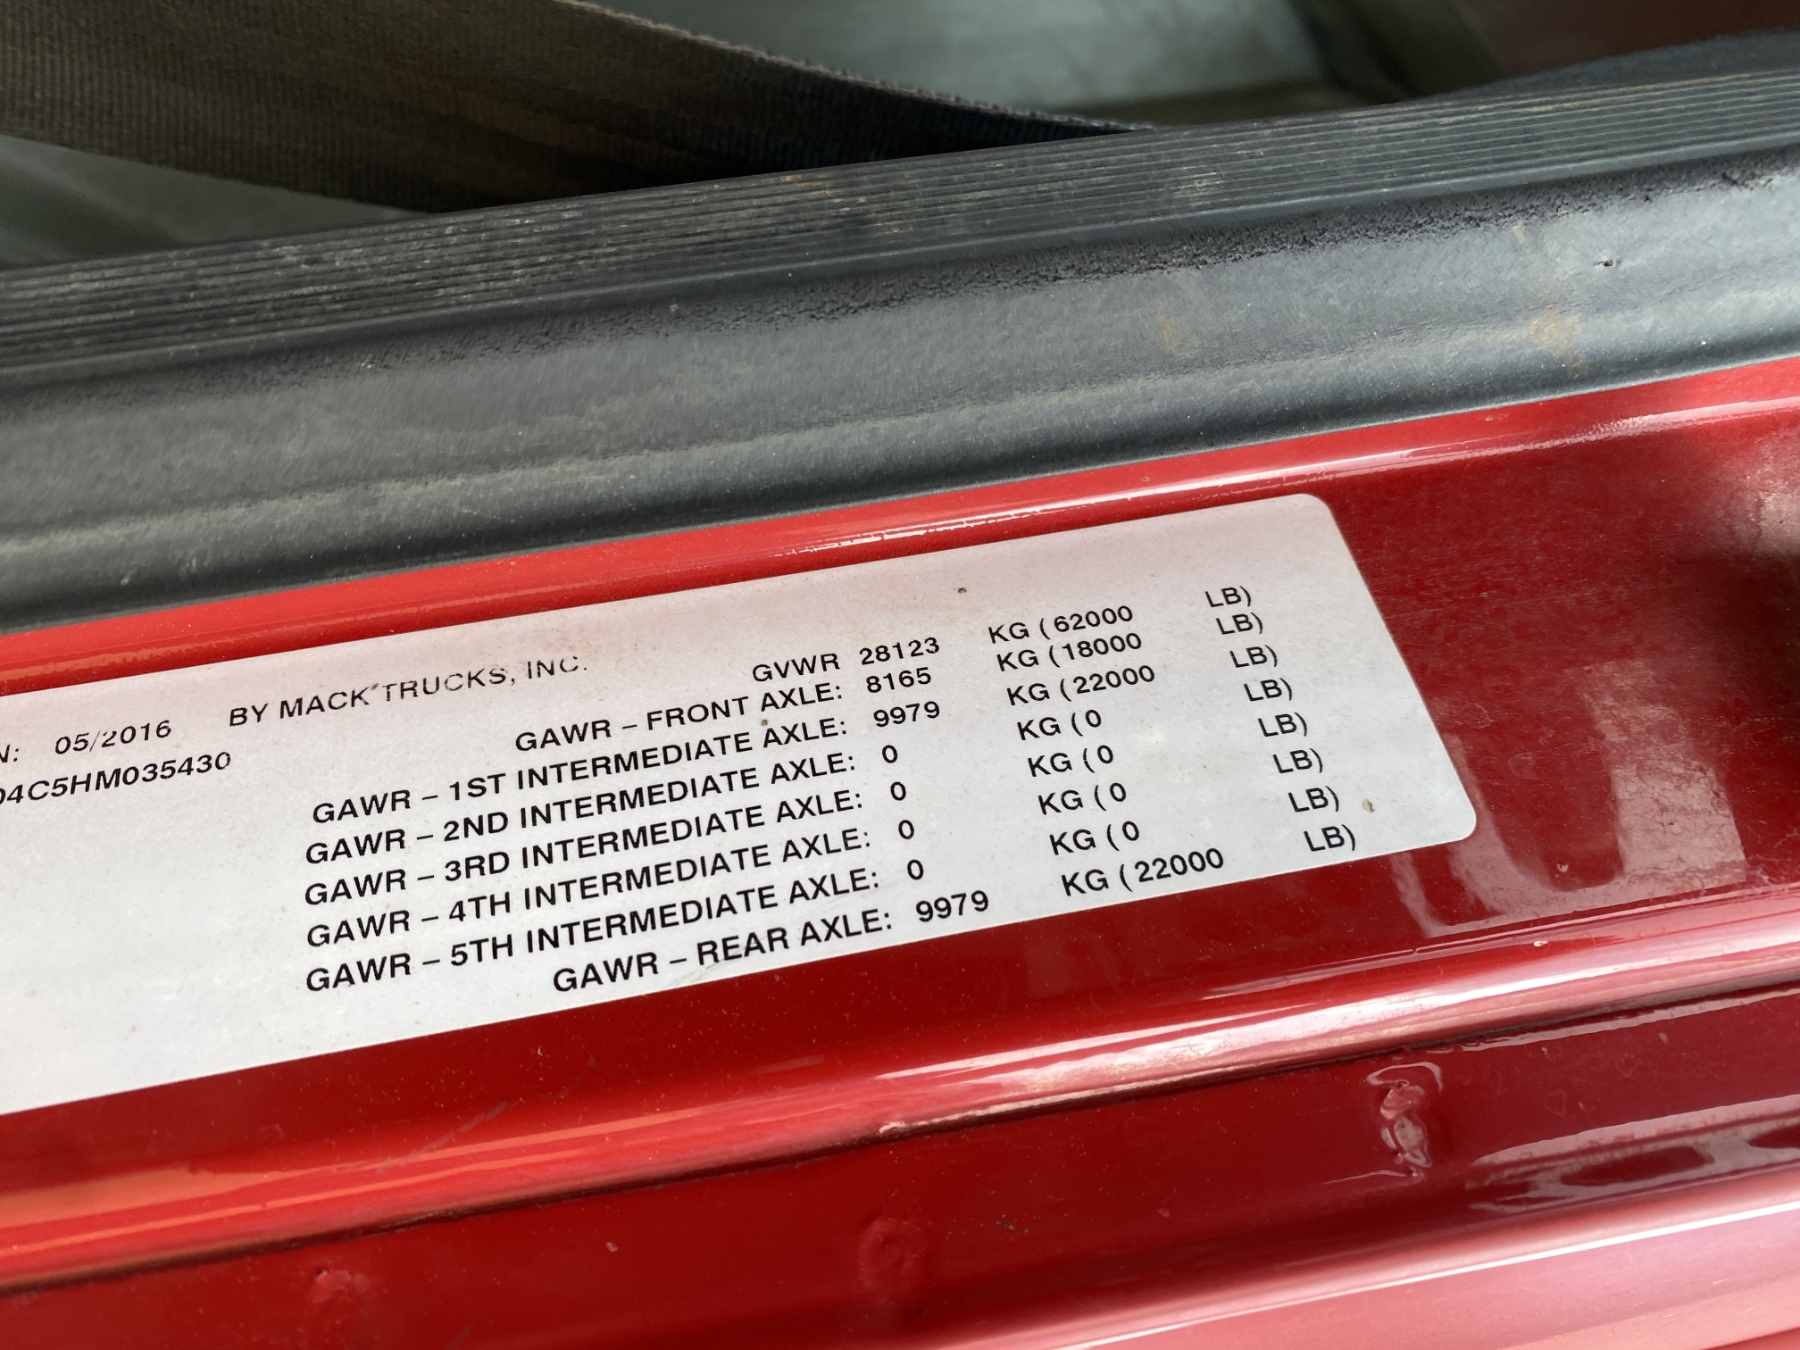 N: 05/2016 BY MACK TRUCKS, INC.
04C5HM035430
GVWR 28123 KG (62000 LB)
GAWR – FRONT AXLE: 8165 KG (18000 LB)
GAWR – 1ST INTERMEDIATE AXLE: 9979 KG (22000 LB)
GAWR – 2ND INTERMEDIATE AXLE: 0 KG (0 LB)
GAWR – 3RD INTERMEDIATE AXLE: 0 KG (0 LB)
GAWR – 4TH INTERMEDIATE AXLE: 0 KG (0 LB)
GAWR – 5TH INTERMEDIATE AXLE: 0 KG (0 LB)
GAWR – REAR AXLE: 9979 KG (22000 LB)